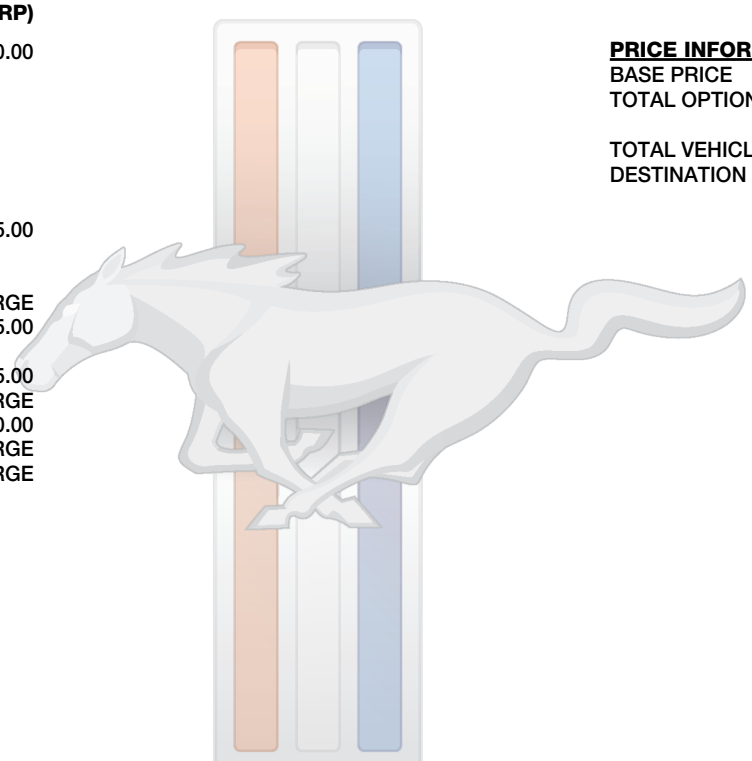 RP)
0.00
5.00
RGE
5.00
5.00
RGE
0.00
RGE
RGE
PRICE INFOR
BASE PRICE
TOTAL OPTION
TOTAL VEHICL
DESTINATION